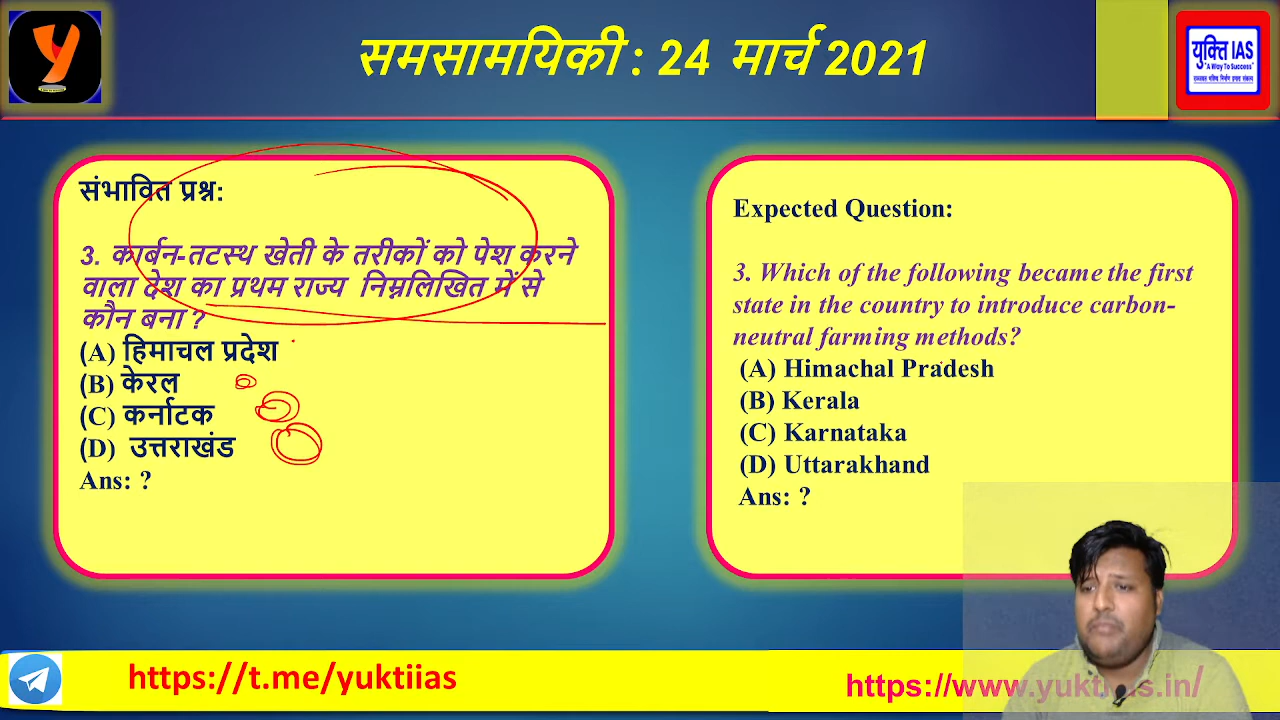 समसामयिकी : 24 मार्च 2021
युक्ति IAS
"A Way To Success"
संभावित प्रश्न:
3. कार्बन-तटस्थ खेती के तरीकों को पेश करने
वाला देश का प्रथम राज्य निम्नलिखित में से
कौन बना ?
(A) हिमाचल प्रदेश
(B) केरल
(C) कर्नाटक
(D) उत्तराखंड
Ans: ?
Expected Question:
3. Which of the following became the first
state in the country to introduce carbon-
neutral farming methods?
(A) Himachal Pradesh
(B) Kerala
(C) Karnataka
(D) Uttarakhand
Ans: ?
https://t.me/yuktiias
https://www.yuktiias.in/